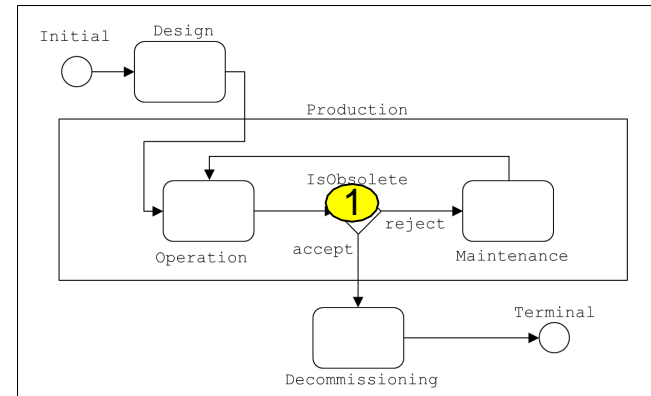 Design
Initial
Production
IsObsolete
1
reject
accept
Operation
Maintenance
Terminal
Decommissioning